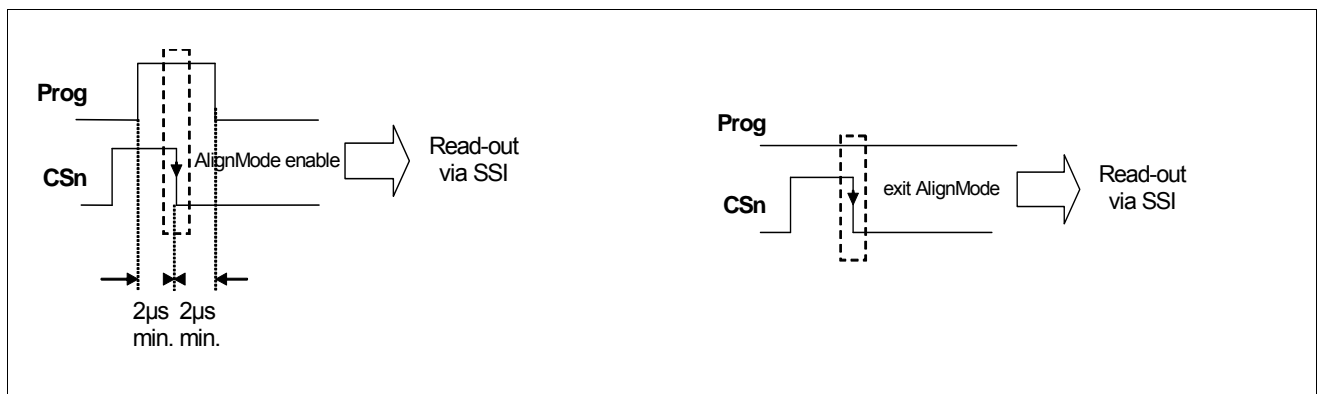 Prog
CSn
AlignMode enable
Read-out
via SSI
2µs 2µs
min. min.
Prog
CSn
exit AlignMode
Read-out
via SSI